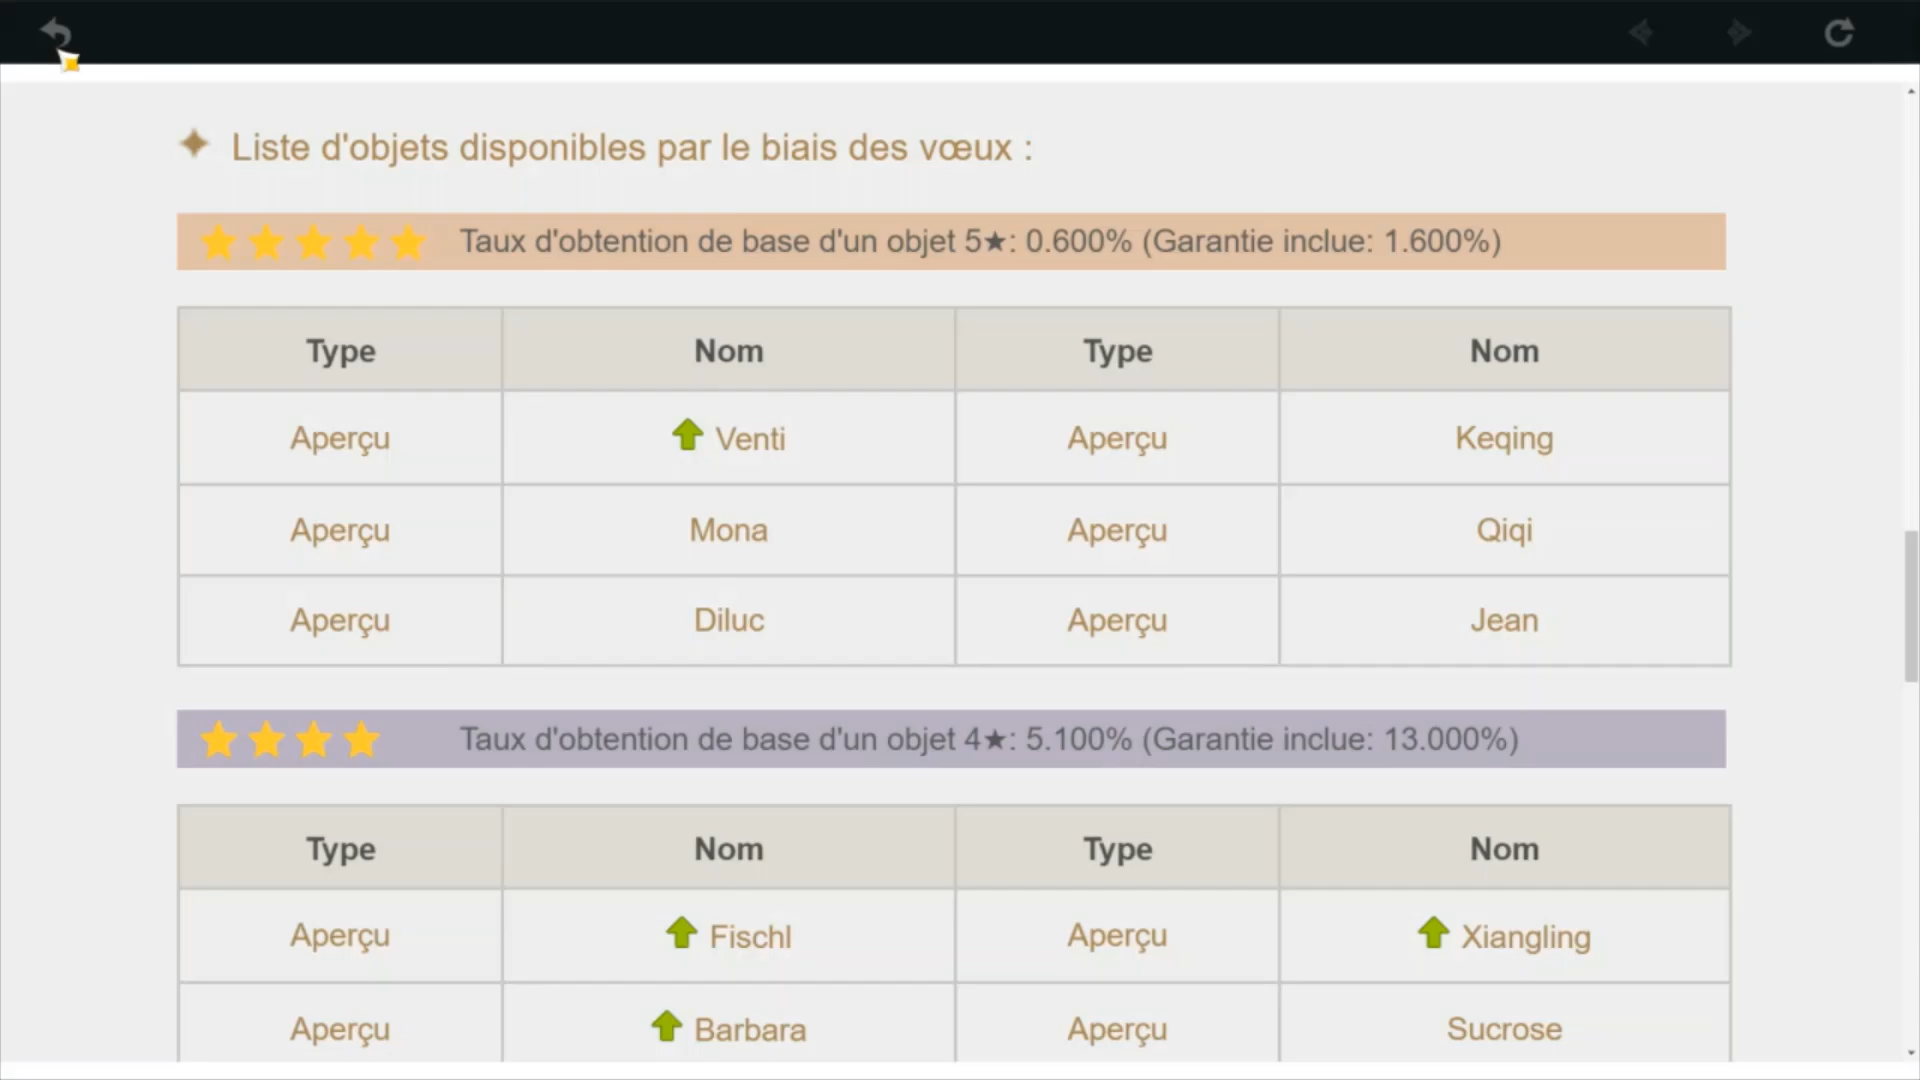 Liste d'objets disponibles par le biais des vœux :
Taux d'obtention de base d'un objet 5★: 0.600% (Garantie inclue: 1.600%)
Type Nom Type Nom
Aperçu Venti Aperçu Keqing
Aperçu Mona Aperçu Qiqi
Aperçu Diluc Aperçu Jean
Taux d'obtention de base d'un objet 4★: 5.100% (Garantie inclue: 13.000%)
Type Nom Type Nom
Aperçu Fischl Aperçu Xiangling
Aperçu Barbara Aperçu Sucrose